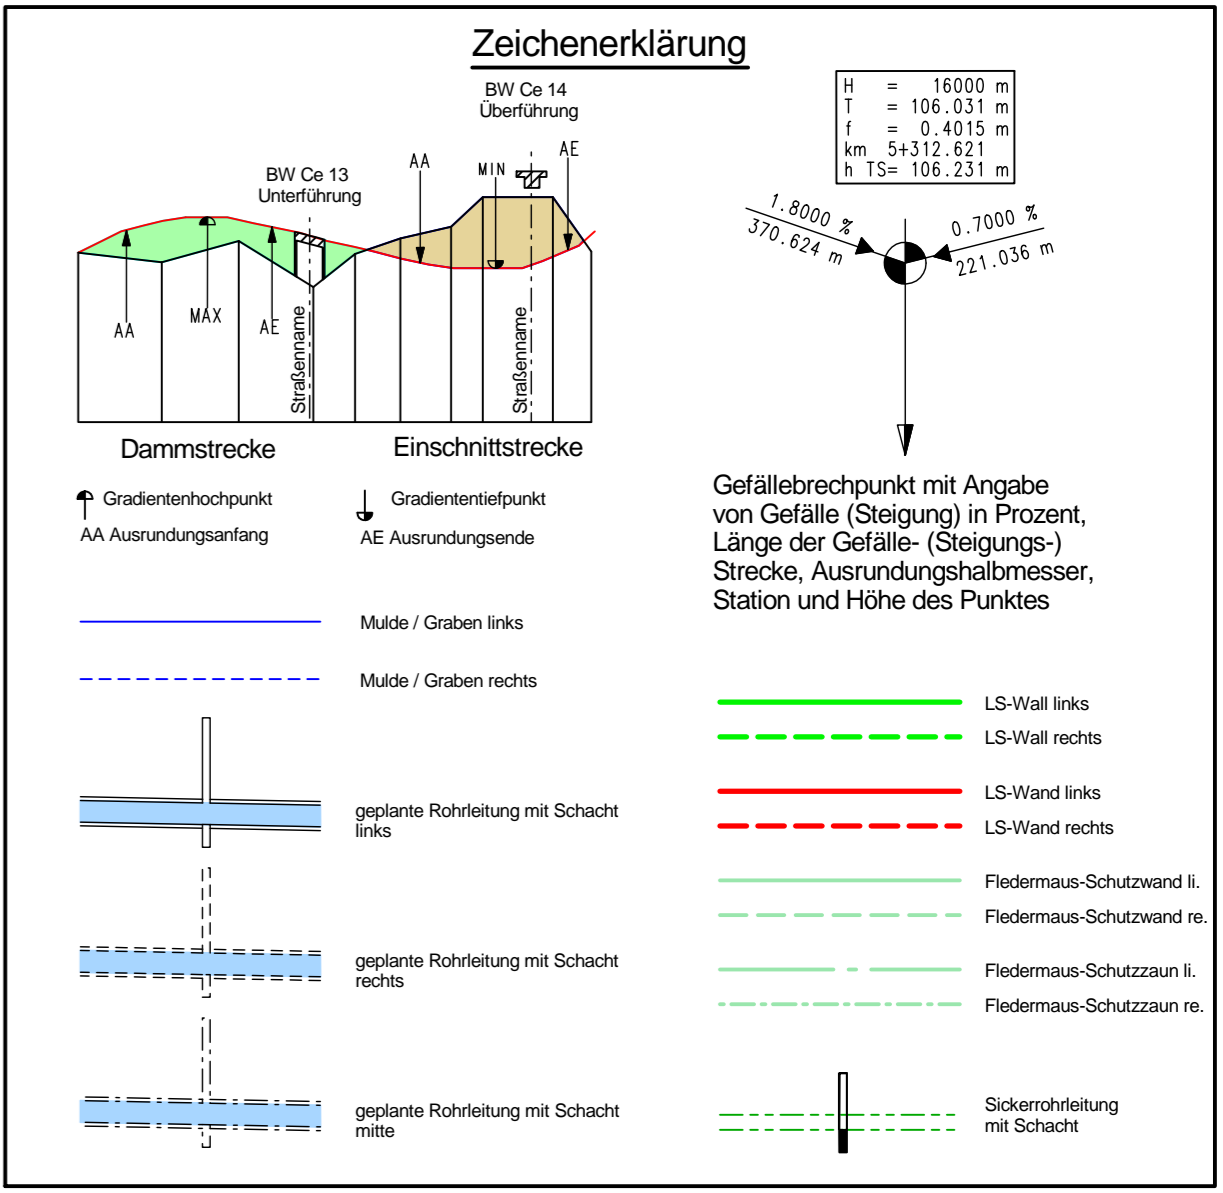 Zeichenerklärung
BW Ce 14
Überführung
BW Ce 13
Unterführung
AA
MIN
AE
AA
MAX
AE
Straßenname
Straßenname
Dammstrecke
Einschnittstrecke
H = 16000 m
T = 106.031 m
f = 0.4015 m
km 5+312.621
h TS= 106.231 m
1.8000 %
370.624 m
0.7000 %
221.036 m
Gradientenhochpunkt
Gradiententiefpunkt
AA Ausrundungsanfang
AE Ausrundungsende
Gefällebrechpunkt mit Angabe
von Gefälle (Steigung) in Prozent,
Länge der Gefälle- (Steigungs-)
Strecke, Ausrundungshalbmesser,
Station und Höhe des Punktes
Mulde / Graben links
Mulde / Graben rechts
geplante Rohrleitung mit Schacht
links
geplante Rohrleitung mit Schacht
rechts
geplante Rohrleitung mit Schacht
mitte
LS-Wall links
LS-Wall rechts
LS-Wand links
LS-Wand rechts
Fledermaus-Schutzwand li.
Fledermaus-Schutzwand re.
Fledermaus-Schutzzaun li.
Fledermaus-Schutzzaun re.
Sickerrohrleitung
mit Schacht